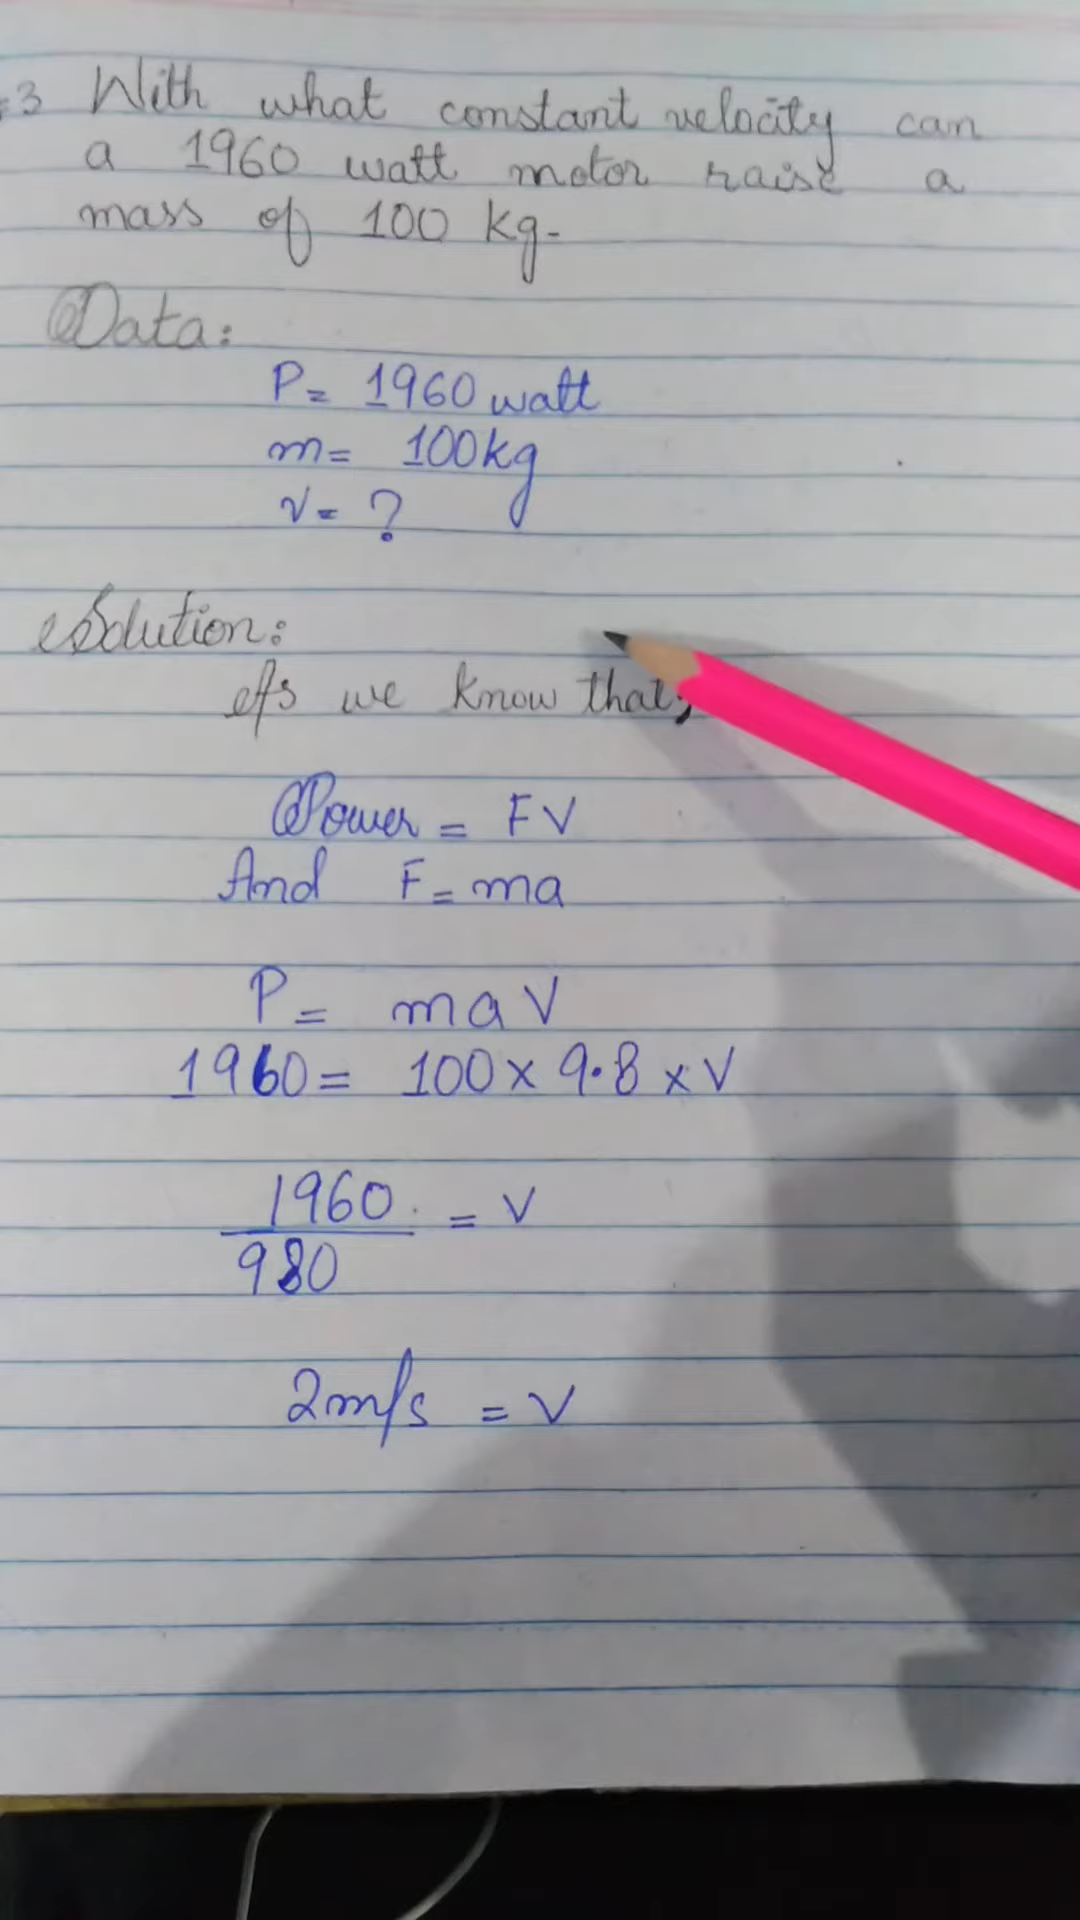 3 With what constant velocity can
a 1960 watt motor raise a
mass of 100 kg-
Data:
P= 1960 watt
m= 100kg
v= ?
Solution:
As we know that,
Power = FV
And F=ma
P= maV
1960= 100×9.8×V
1960/980 = V
2m/s = V